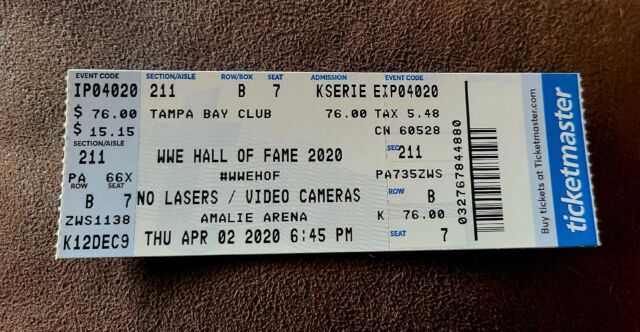 EVENT CODE SECTION/AISLE ROW/BOX SEAT ADMISSION EVENT CODE
IP04020 211 B 7 KSERIE EIP04020
$ 76.00 TAMPA BAY CLUB 76.00 TAX 5.48
$ 15.15 CN 60528
SECTION/AISLE
211 WWE HALL OF FAME 2020 SEC 211
PA 66X #WWEHOF PA735ZWS
ROW SEAT
B 7 NO LASERS / VIDEO CAMERAS ROW B
ZWS1138 AMALIE ARENA K 76.00
K12DEC9 THU APR 02 2020 6:45 PM SEAT 7
032767844880
Buy tickets at Ticketmaster.com
ticketmaster